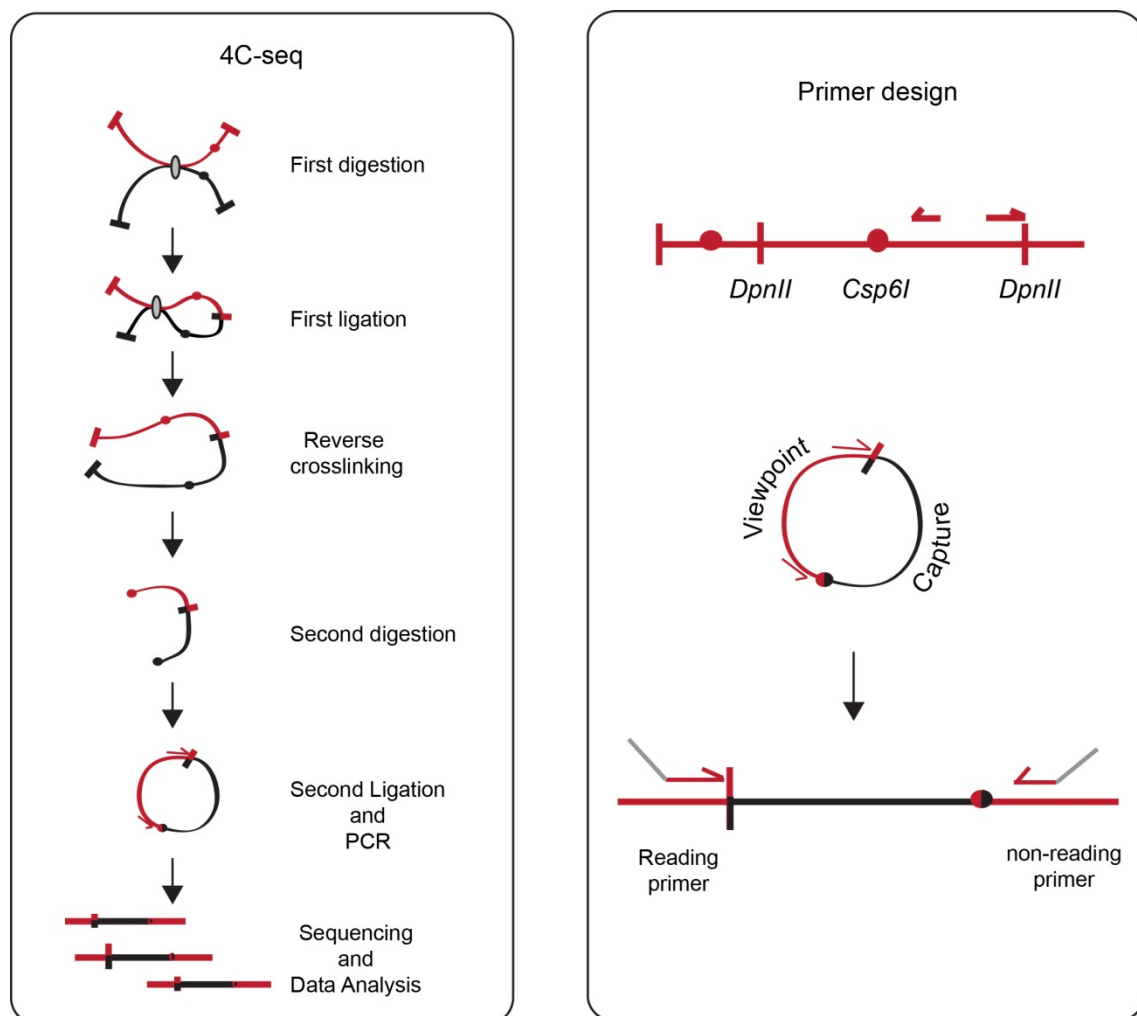 4C-seq
First digestion
First ligation
Reverse
crosslinking
Second digestion
Second Ligation
and
PCR
Sequencing
and
Data Analysis
Primer design
DpnII Csp6I DpnII
Viewpoint
Capture
Reading
primer
non-reading
primer